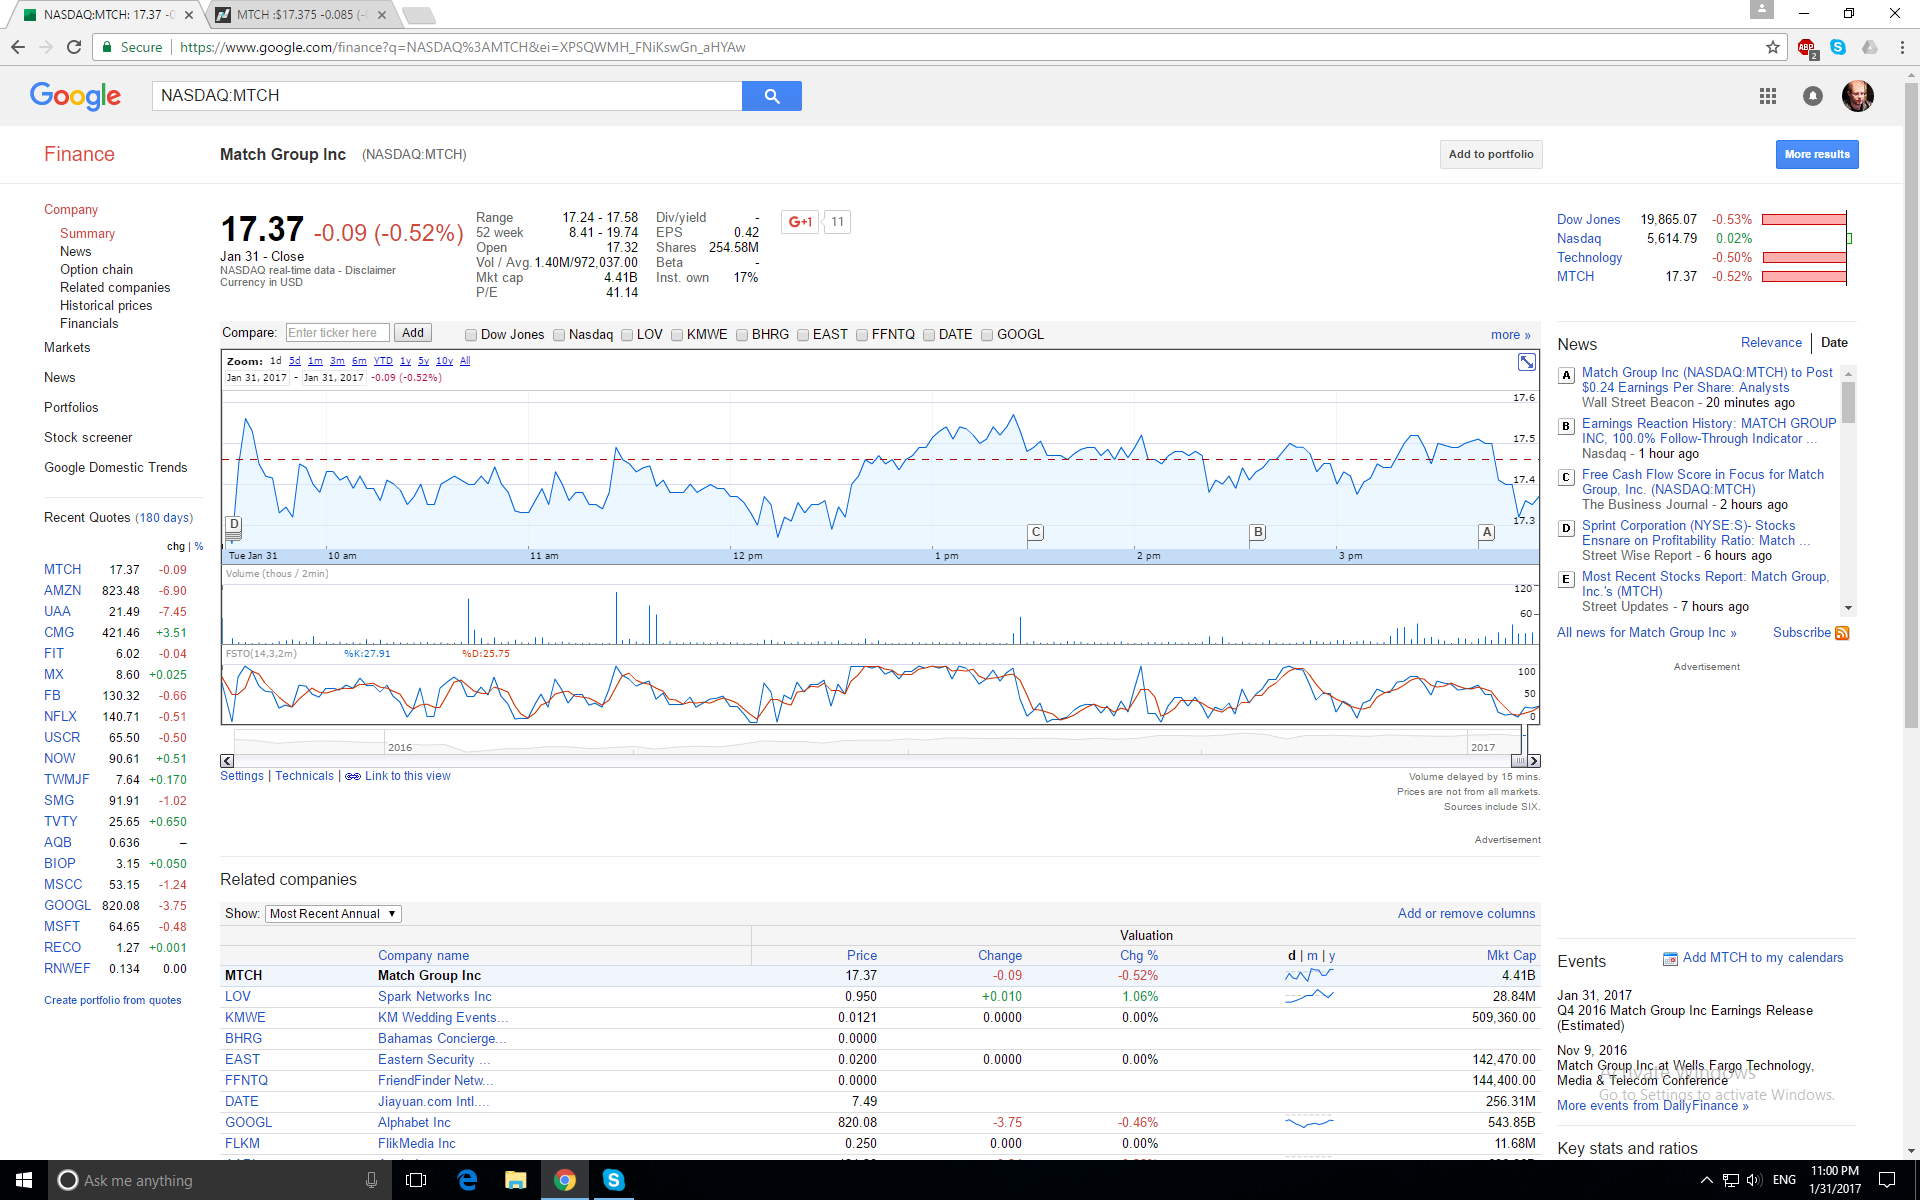 NASDAQ:MTCH: 17.37 -0
MTCH :$17.375 -0.085 (-
Secure https://www.google.com/finance?q=NASDAQ%3AMTCH&ei=XPSQWMH_FNiKswGn_aHYAw
ABP 2
Google NASDAQ:MTCH
Finance
Match Group Inc (NASDAQ:MTCH)
Add to portfolio
More results
Company
Summary
News
Option chain
Related companies
Historical prices
Financials
Markets
News
Portfolios
Stock screener
Google Domestic Trends
Recent Quotes (180 days)
chg | %
MTCH 17.37 -0.09
AMZN 823.48 -6.90
UAA 21.49 -7.45
CMG 421.46 +3.51
FIT 6.02 -0.04
MX 8.60 +0.025
FB 130.32 -0.66
NFLX 140.71 -0.51
USCR 65.50 -0.50
NOW 90.61 +0.51
TWMJF 7.64 +0.170
SMG 91.91 -1.02
TVTY 25.65 +0.650
AQB 0.636 –
BIOP 3.15 +0.050
MSCC 53.15 -1.24
GOOGL 820.08 -3.75
MSFT 64.65 -0.48
RECO 1.27 +0.001
RNWEF 0.134 0.00
Create portfolio from quotes
17.37 -0.09 (-0.52%)
Jan 31 - Close
NASDAQ real-time data - Disclaimer
Currency in USD
Range 17.24 - 17.58
52 week 8.41 - 19.74
Open 17.32
Vol / Avg. 1.40M/972,037.00
Mkt cap 4.41B
P/E 41.14
Div/yield -
EPS 0.42
Shares 254.58M
Beta -
Inst. own 17%
G+1 11
Compare: Enter ticker here Add Dow Jones Nasdaq LOV KMWE BHRG EAST FFNTQ DATE GOOGL more »
Zoom: 1d 5d 1m 3m 6m YTD 1y 5y 10y All
Jan 31, 2017 - Jan 31, 2017 -0.09 (-0.52%)
17.6
17.5
17.4
17.3
D C B A
Tue Jan 31 10 am 11 am 12 pm 1 pm 2 pm 3 pm
Volume (thous / 2min)
120
60
FSTO(14,3,2m) %K:27.91 %D:25.75
100
50
0
2016 2017
Settings | Technicals | Link to this view
Volume delayed by 15 mins.
Prices are not from all markets.
Sources include SIX.
Advertisement
Related companies
Show: Most Recent Annual ▼ Add or remove columns
Valuation
Company name Price Change Chg % d | m | y Mkt Cap
MTCH Match Group Inc 17.37 -0.09 -0.52% 4.41B
LOV Spark Networks Inc 0.950 +0.010 1.06% 28.84M
KMWE KM Wedding Events... 0.0121 0.0000 0.00% 509,360.00
BHRG Bahamas Concierge... 0.0000
EAST Eastern Security ... 0.0200 0.0000 0.00% 142,470.00
FFNTQ FriendFinder Netw... 0.0000 144,400.00
DATE Jiayuan.com Intl.... 7.49 256.31M
GOOGL Alphabet Inc 820.08 -3.75 -0.46% 543.85B
FLKM FlikMedia Inc 0.250 0.000 0.00% 11.68M
Dow Jones 19,865.07 -0.53%
Nasdaq 5,614.79 0.02%
Technology -0.50%
MTCH 17.37 -0.52%
News Relevance | Date
A Match Group Inc (NASDAQ:MTCH) to Post
$0.24 Earnings Per Share: Analysts
Wall Street Beacon - 20 minutes ago
B Earnings Reaction History: MATCH GROUP
INC, 100.0% Follow-Through Indicator ...
Nasdaq - 1 hour ago
C Free Cash Flow Score in Focus for Match
Group, Inc. (NASDAQ:MTCH)
The Business Journal - 2 hours ago
D Sprint Corporation (NYSE:S)- Stocks
Ensnare on Profitability Ratio: Match ...
Street Wise Report - 6 hours ago
E Most Recent Stocks Report: Match Group,
Inc.'s (MTCH)
Street Updates - 7 hours ago
All news for Match Group Inc » Subscribe
Advertisement
Events Add MTCH to my calendars
Jan 31, 2017
Q4 2016 Match Group Inc Earnings Release
(Estimated)
Nov 9, 2016
Match Group Inc at Wells Fargo Technology,
Media & Telecom Conference
More events from DailyFinance »
Activate Windows
Go to Settings to activate Windows.
Key stats and ratios
Ask me anything
ENG
11:00 PM
1/31/2017